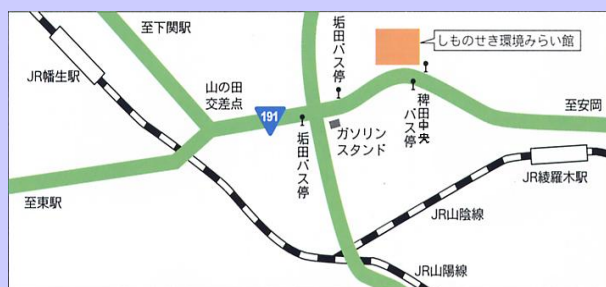 至下関駅
JR幡生駅
山の田
交差点
191
垢田バス停
しものせき環境みらい館
稗田中央
バス停
至安岡
垢田バス停
ガソリン
スタンド
JR綾羅木駅
至東駅
JR山陰線
JR山陽線